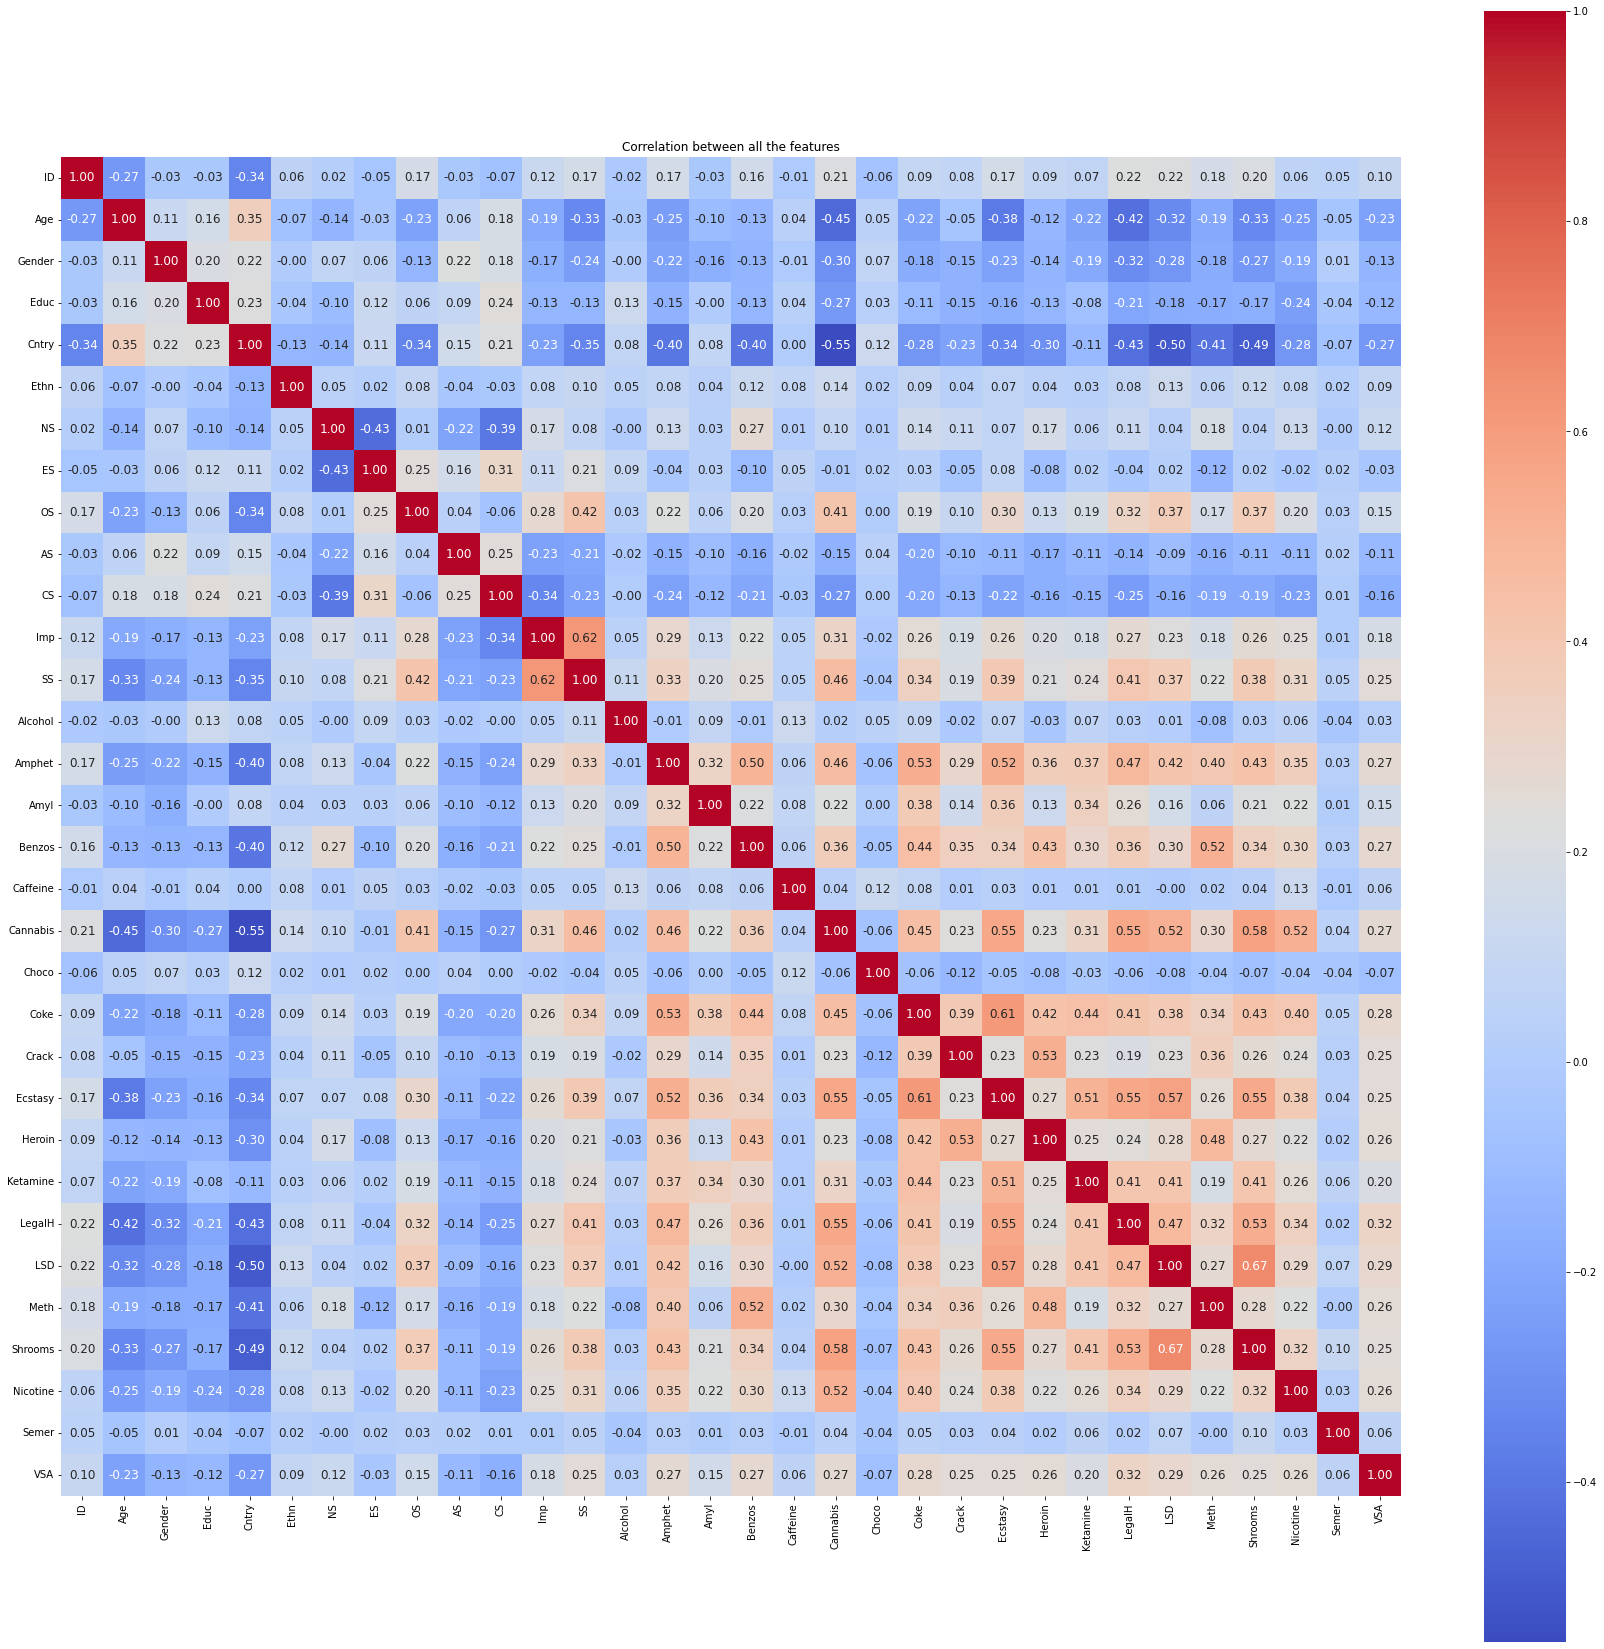 Correlation between all the features
ID 1.00 -0.27 -0.03 -0.03 -0.34 0.06 0.02 -0.05 0.17 -0.03 -0.07 0.12 0.17 -0.02 0.17 -0.03 0.16 -0.01 0.21 -0.06 0.09 0.08 0.17 0.09 0.07 0.22 0.22 0.18 0.20 0.06 0.05 0.10
Age -0.27 1.00 0.11 0.16 0.35 -0.07 -0.14 -0.03 -0.23 0.06 0.18 -0.19 -0.33 -0.03 -0.25 -0.10 -0.13 0.04 -0.45 0.05 -0.22 -0.05 -0.38 -0.12 -0.22 -0.42 -0.32 -0.19 -0.33 -0.25 -0.05 -0.23
Gender -0.03 0.11 1.00 0.20 0.22 -0.00 0.07 0.06 -0.13 0.22 0.18 -0.17 -0.24 -0.00 -0.22 -0.16 -0.13 -0.01 -0.30 0.07 -0.18 -0.15 -0.23 -0.14 -0.19 -0.32 -0.28 -0.18 -0.27 -0.19 0.01 -0.13
Educ -0.03 0.16 0.20 1.00 0.23 -0.04 -0.10 0.12 0.06 0.09 0.24 -0.13 -0.13 0.13 -0.15 -0.00 -0.13 0.04 -0.27 0.03 -0.11 -0.15 -0.16 -0.13 -0.08 -0.21 -0.18 -0.17 -0.17 -0.24 -0.04 -0.12
Cntry -0.34 0.35 0.22 0.23 1.00 -0.13 -0.14 0.11 -0.34 0.15 0.21 -0.23 -0.35 0.08 -0.40 0.08 -0.40 0.00 -0.55 0.12 -0.28 -0.23 -0.34 -0.30 -0.11 -0.43 -0.50 -0.41 -0.49 -0.28 -0.07 -0.27
Ethn 0.06 -0.07 -0.00 -0.04 -0.13 1.00 0.05 0.02 0.08 -0.04 -0.03 0.08 0.10 0.05 0.08 0.04 0.12 0.08 0.14 0.02 0.09 0.04 0.07 0.04 0.03 0.08 0.13 0.06 0.12 0.08 0.02 0.09
NS 0.02 -0.14 0.07 -0.10 -0.14 0.05 1.00 -0.43 0.01 -0.22 -0.39 0.17 0.08 -0.00 0.13 0.03 0.27 0.01 0.10 0.01 0.14 0.11 0.07 0.17 0.06 0.11 0.04 0.18 0.04 0.13 -0.00 0.12
ES -0.05 -0.03 0.06 0.12 0.11 0.02 -0.43 1.00 0.25 0.16 0.31 0.11 0.21 0.09 -0.04 0.03 -0.10 0.05 -0.01 0.02 0.03 -0.05 0.08 -0.08 0.02 -0.04 0.02 -0.12 0.02 -0.02 0.02 -0.03
OS 0.17 -0.23 -0.13 0.06 -0.34 0.08 0.01 0.25 1.00 0.04 -0.06 0.28 0.42 0.03 0.22 0.06 0.20 0.03 0.41 0.00 0.19 0.10 0.30 0.13 0.19 0.32 0.37 0.17 0.37 0.20 0.03 0.15
AS -0.03 0.06 0.22 0.09 0.15 -0.04 -0.22 0.16 0.04 1.00 0.25 -0.23 -0.21 -0.02 -0.15 -0.10 -0.16 -0.02 -0.15 0.04 -0.20 -0.10 -0.11 -0.17 -0.11 -0.14 -0.09 -0.16 -0.11 -0.11 0.02 -0.11
CS -0.07 0.18 0.18 0.24 0.21 -0.03 -0.39 0.31 -0.06 0.25 1.00 -0.34 -0.23 -0.00 -0.24 -0.12 -0.21 -0.03 -0.27 0.00 -0.20 -0.13 -0.22 -0.16 -0.15 -0.25 -0.16 -0.19 -0.19 -0.23 0.01 -0.16
Imp 0.12 -0.19 -0.17 -0.13 -0.23 0.08 0.17 0.11 0.28 -0.23 -0.34 1.00 0.62 0.05 0.29 0.13 0.22 0.05 0.31 -0.02 0.26 0.19 0.26 0.20 0.18 0.27 0.23 0.18 0.26 0.25 0.01 0.18
SS 0.17 -0.33 -0.24 -0.13 -0.35 0.10 0.08 0.21 0.42 -0.21 -0.23 0.62 1.00 0.11 0.33 0.20 0.25 0.05 0.46 -0.04 0.34 0.19 0.39 0.21 0.24 0.41 0.37 0.22 0.38 0.31 0.05 0.25
Alcohol -0.02 -0.03 -0.00 0.13 0.08 0.05 -0.00 0.09 0.03 -0.02 -0.00 0.05 0.11 1.00 -0.01 0.09 -0.01 0.13 0.02 0.05 0.09 -0.02 0.07 -0.03 0.07 0.03 0.01 -0.08 0.03 0.06 -0.04 0.03
Amphet 0.17 -0.25 -0.22 -0.15 -0.40 0.08 0.13 -0.04 0.22 -0.15 -0.24 0.29 0.33 -0.01 1.00 0.32 0.50 0.06 0.46 -0.06 0.53 0.29 0.52 0.36 0.37 0.47 0.42 0.40 0.43 0.35 0.03 0.27
Amyl -0.03 -0.10 -0.16 -0.00 0.08 0.04 0.03 0.03 0.06 -0.10 -0.12 0.13 0.20 0.09 0.32 1.00 0.22 0.08 0.22 0.00 0.38 0.14 0.36 0.13 0.34 0.26 0.16 0.06 0.21 0.22 0.01 0.15
Benzos 0.16 -0.13 -0.13 -0.13 -0.40 0.12 0.27 -0.10 0.20 -0.16 -0.21 0.22 0.25 -0.01 0.50 0.22 1.00 0.06 0.36 -0.05 0.44 0.35 0.34 0.43 0.30 0.36 0.30 0.52 0.34 0.30 0.03 0.27
Caffeine -0.01 0.04 -0.01 0.04 0.00 0.08 0.01 0.05 0.03 -0.02 -0.03 0.05 0.05 0.13 0.06 0.08 0.06 1.00 0.04 0.12 0.08 0.01 0.03 0.01 0.01 0.01 -0.00 0.02 0.04 0.13 -0.01 0.06
Cannabis 0.21 -0.45 -0.30 -0.27 -0.55 0.14 0.10 -0.01 0.41 -0.15 -0.27 0.31 0.46 0.02 0.46 0.22 0.36 0.04 1.00 -0.06 0.45 0.23 0.55 0.23 0.31 0.55 0.52 0.30 0.58 0.52 0.04 0.27
Choco -0.06 0.05 0.07 0.03 0.12 0.02 0.01 0.02 0.00 0.04 0.00 -0.02 -0.04 0.05 -0.06 0.00 -0.05 0.12 -0.06 1.00 -0.06 -0.12 -0.05 -0.08 -0.03 -0.06 -0.08 -0.04 -0.07 -0.04 -0.04 -0.07
Coke 0.09 -0.22 -0.18 -0.11 -0.28 0.09 0.14 0.03 0.19 -0.20 -0.20 0.26 0.34 0.09 0.53 0.38 0.44 0.08 0.45 -0.06 1.00 0.39 0.61 0.42 0.44 0.41 0.38 0.34 0.43 0.40 0.05 0.28
Crack 0.08 -0.05 -0.15 -0.15 -0.23 0.04 0.11 -0.05 0.10 -0.10 -0.13 0.19 0.19 -0.02 0.29 0.14 0.35 0.01 0.23 -0.12 0.39 1.00 0.23 0.53 0.23 0.19 0.23 0.36 0.26 0.24 0.03 0.25
Ecstasy 0.17 -0.38 -0.23 -0.16 -0.34 0.07 0.07 0.08 0.30 -0.11 -0.22 0.26 0.39 0.07 0.52 0.36 0.34 0.03 0.55 -0.05 0.61 0.23 1.00 0.27 0.51 0.55 0.57 0.26 0.55 0.38 0.04 0.25
Heroin 0.09 -0.12 -0.14 -0.13 -0.30 0.04 0.17 -0.08 0.13 -0.17 -0.16 0.20 0.21 -0.03 0.36 0.13 0.43 0.01 0.23 -0.08 0.42 0.53 0.27 1.00 0.25 0.24 0.28 0.48 0.27 0.22 0.02 0.26
Ketamine 0.07 -0.22 -0.19 -0.08 -0.11 0.03 0.06 0.02 0.19 -0.11 -0.15 0.18 0.24 0.07 0.37 0.34 0.30 0.01 0.31 -0.03 0.44 0.23 0.51 0.25 1.00 0.41 0.41 0.19 0.41 0.26 0.06 0.20
LegalH 0.22 -0.42 -0.32 -0.21 -0.43 0.08 0.11 -0.04 0.32 -0.14 -0.25 0.27 0.41 0.03 0.47 0.26 0.36 0.01 0.55 -0.06 0.41 0.19 0.55 0.24 0.41 1.00 0.47 0.32 0.53 0.34 0.02 0.32
LSD 0.22 -0.32 -0.28 -0.18 -0.50 0.13 0.04 0.02 0.37 -0.09 -0.16 0.23 0.37 0.01 0.42 0.16 0.30 -0.00 0.52 -0.08 0.38 0.23 0.57 0.28 0.41 0.47 1.00 0.27 0.67 0.29 0.07 0.29
Meth 0.18 -0.19 -0.18 -0.17 -0.41 0.06 0.18 -0.12 0.17 -0.16 -0.19 0.18 0.22 -0.08 0.40 0.06 0.52 0.02 0.30 -0.04 0.34 0.36 0.26 0.48 0.19 0.32 0.27 1.00 0.28 0.22 -0.00 0.26
Shrooms 0.20 -0.33 -0.27 -0.17 -0.49 0.12 0.04 0.02 0.37 -0.11 -0.19 0.26 0.38 0.03 0.43 0.21 0.34 0.04 0.58 -0.07 0.43 0.26 0.55 0.27 0.41 0.53 0.67 0.28 1.00 0.32 0.10 0.25
Nicotine 0.06 -0.25 -0.19 -0.24 -0.28 0.08 0.13 -0.02 0.20 -0.11 -0.23 0.25 0.31 0.06 0.35 0.22 0.30 0.13 0.52 -0.04 0.40 0.24 0.38 0.22 0.26 0.34 0.29 0.22 0.32 1.00 0.03 0.26
Semer 0.05 -0.05 0.01 -0.04 -0.07 0.02 -0.00 0.02 0.03 0.02 0.01 0.01 0.05 -0.04 0.03 0.01 0.03 -0.01 0.04 -0.04 0.05 0.03 0.04 0.02 0.06 0.02 0.07 -0.00 0.10 0.03 1.00 0.06
VSA 0.10 -0.23 -0.13 -0.12 -0.27 0.09 0.12 -0.03 0.15 -0.11 -0.16 0.18 0.25 0.03 0.27 0.15 0.27 0.06 0.27 -0.07 0.28 0.25 0.25 0.26 0.20 0.32 0.29 0.26 0.25 0.26 0.06 1.00
ID Age Gender Educ Cntry Ethn NS ES OS AS CS Imp SS Alcohol Amphet Amyl Benzos Caffeine Cannabis Choco Coke Crack Ecstasy Heroin Ketamine LegalH LSD Meth Shrooms Nicotine Semer VSA
1.0
0.8
0.6
0.4
0.2
0.0
−0.2
−0.4